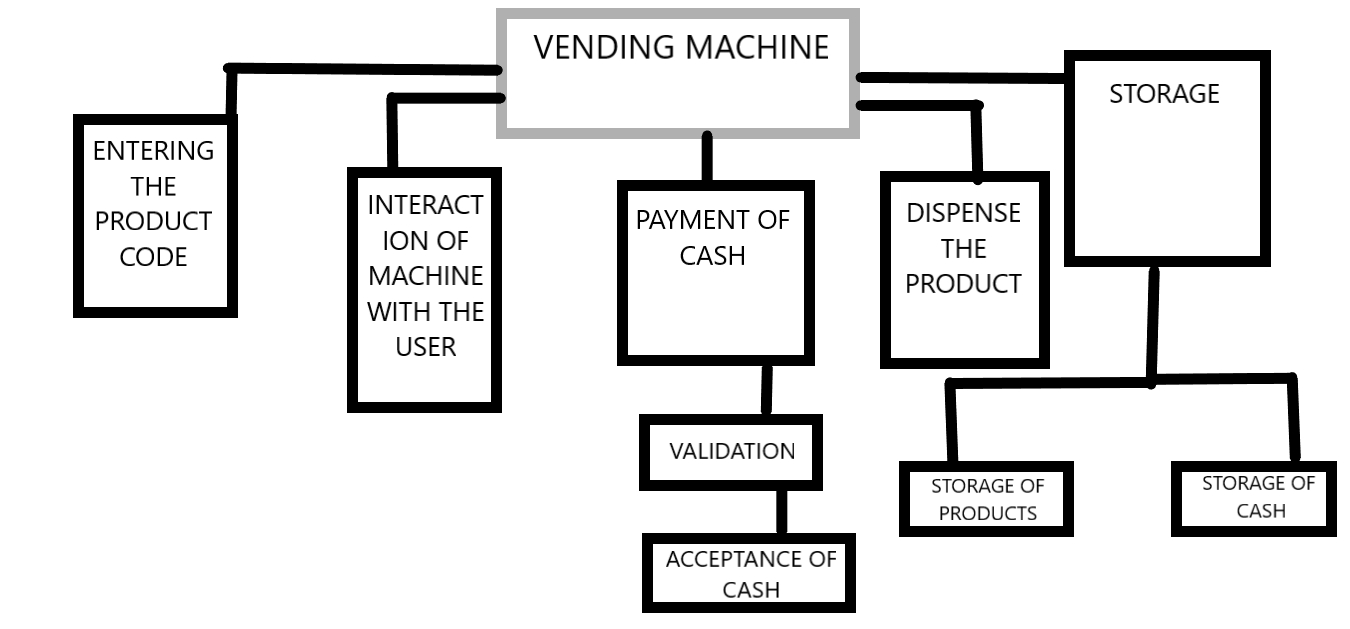 VENDING MACHINE
STORAGE
ENTERING
THE
PRODUCT
CODE
INTERACT
ION OF
MACHINE
WITH THE
USER
PAYMENT OF
CASH
DISPENSE
THE
PRODUCT
VALIDATION
ACCEPTANCE OF
CASH
STORAGE OF
PRODUCTS
STORAGE OF
CASH